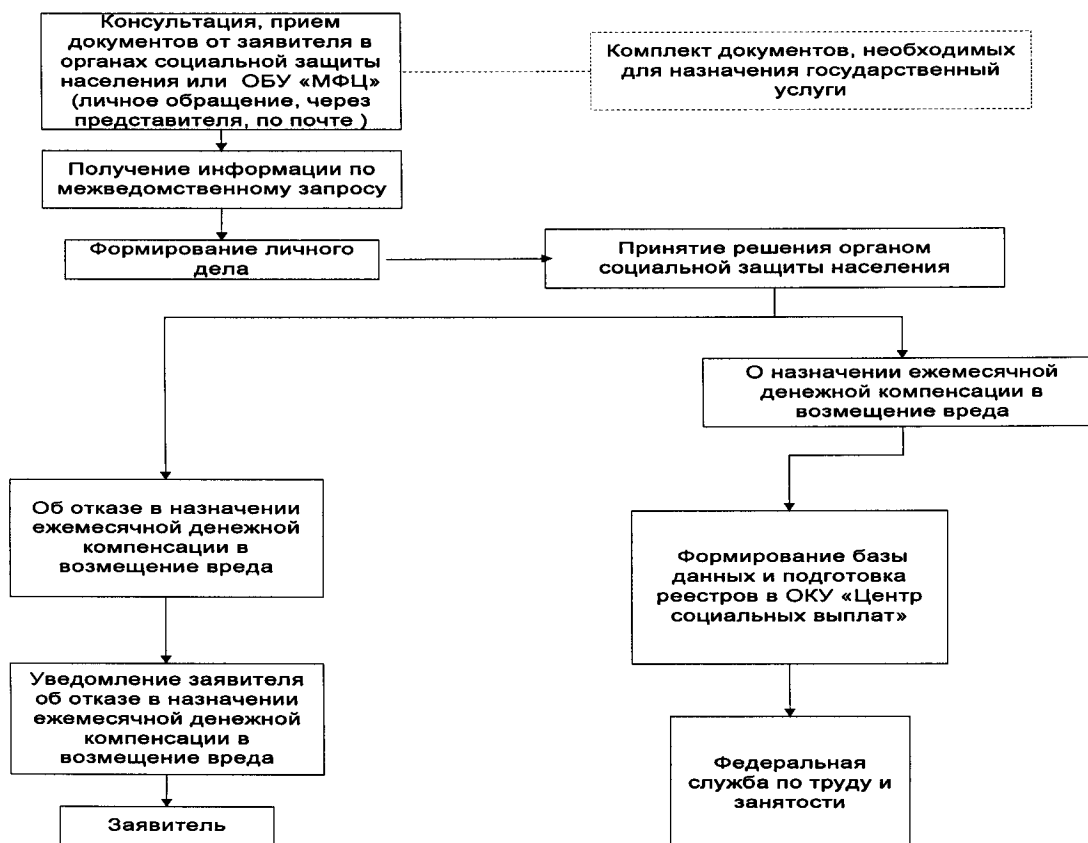 Консультация, прием
документов от заявителя в
органах социальной защиты
населения или ОБУ «МФЦ»
(личное обращение, через
представителя, по почте )
Комплект документов, необходимых
для назначения государственный
услуги
Получение информации по
межведомственному запросу
Формирование личного
дела
Принятие решения органом
социальной защиты населения
О назначении ежемесячной
денежной компенсации в
возмещение вреда
Об отказе в назначении
ежемесячной денежной
компенсации в
возмещение вреда
Формирование базы
данных и подготовка
реестров в ОКУ «Центр
социальных выплат»
Уведомление заявителя
об отказе в назначении
ежемесячной денежной
компенсации в
возмещение вреда
Федеральная
служба по труду и
занятости
Заявитель